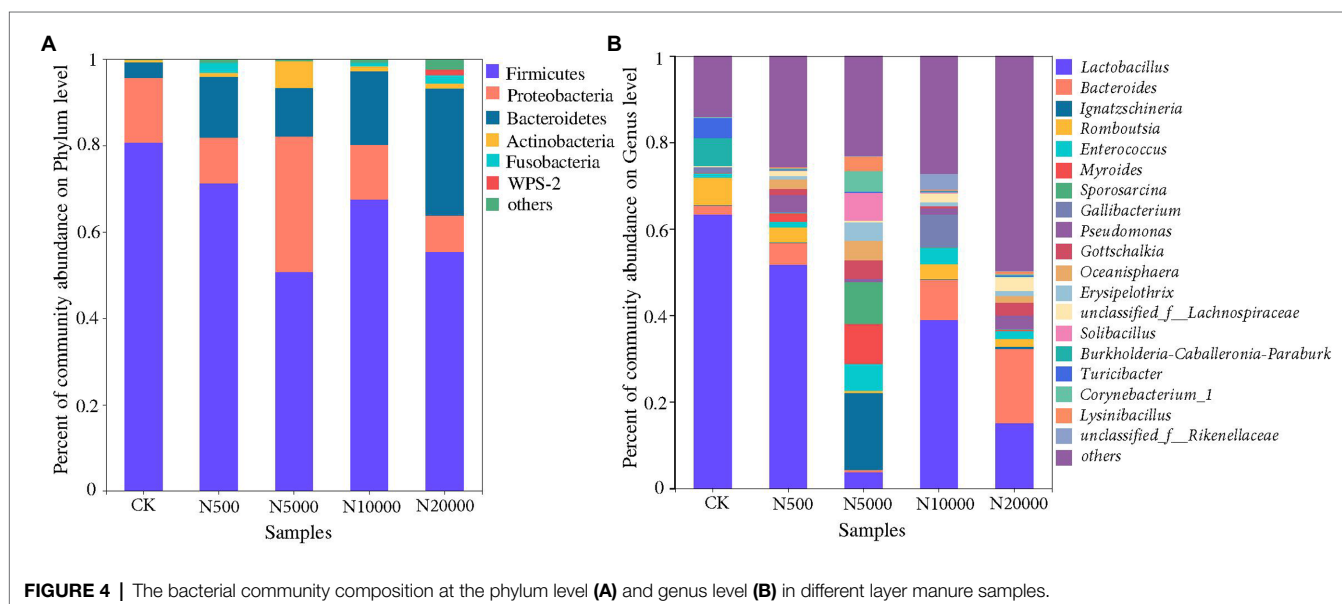 A
Percent of community abundance on Phylum level
1
0.8
0.6
0.4
0.2
0
CK
N500
N5000
N10000
N20000
Samples
Firmicutes
Proteobacteria
Bacteroidetes
Actinobacteria
Fusobacteria
WPS-2
others
B
Percent of community abundance on Genus level
1
0.8
0.6
0.4
0.2
0
CK
N500
N5000
N10000
N20000
Samples
Lactobacillus
Bacteroides
Ignatzschineria
Romboutsia
Enterococcus
Myroides
Sporosarcina
Gallibacterium
Pseudomonas
Gottschalkia
Oceanisphaera
Erysipelothrix
unclassified_f__Lachnospiraceae
Solibacillus
Burkholderia-Caballeronia-Paraburk
Turicibacter
Corynebacterium_1
Lysinibacillus
unclassified_f__Rikenellaceae
others
FIGURE 4 | The bacterial community composition at the phylum level (A) and genus level (B) in different layer manure samples.